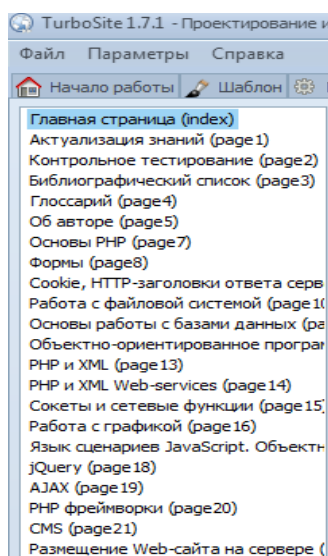 TurboSite 1.7.1 - Проектирование и
Файл Параметры Справка
Начало работы Шаблон
Главная страница (index)
Актуализация знаний (page1)
Контрольное тестирование (page2)
Библиографический список (page3)
Глоссарий (page4)
Об авторе (page5)
Основы PHP (page7)
Формы (page8)
Cookie, HTTP-заголовки ответа серв
Работа с файловой системой (page10
Основы работы с базами данных (pa
Объектно-ориентированное програм
PHP и XML (page13)
PHP и XML Web-services (page14)
Сокеты и сетевые функции (page15)
Работа с графикой (page16)
Язык сценариев JavaScript. Объектн
jQuery (page18)
AJAX (page19)
PHP фреймворки (page20)
CMS (page21)
Размещение Web-сайта на сервере (